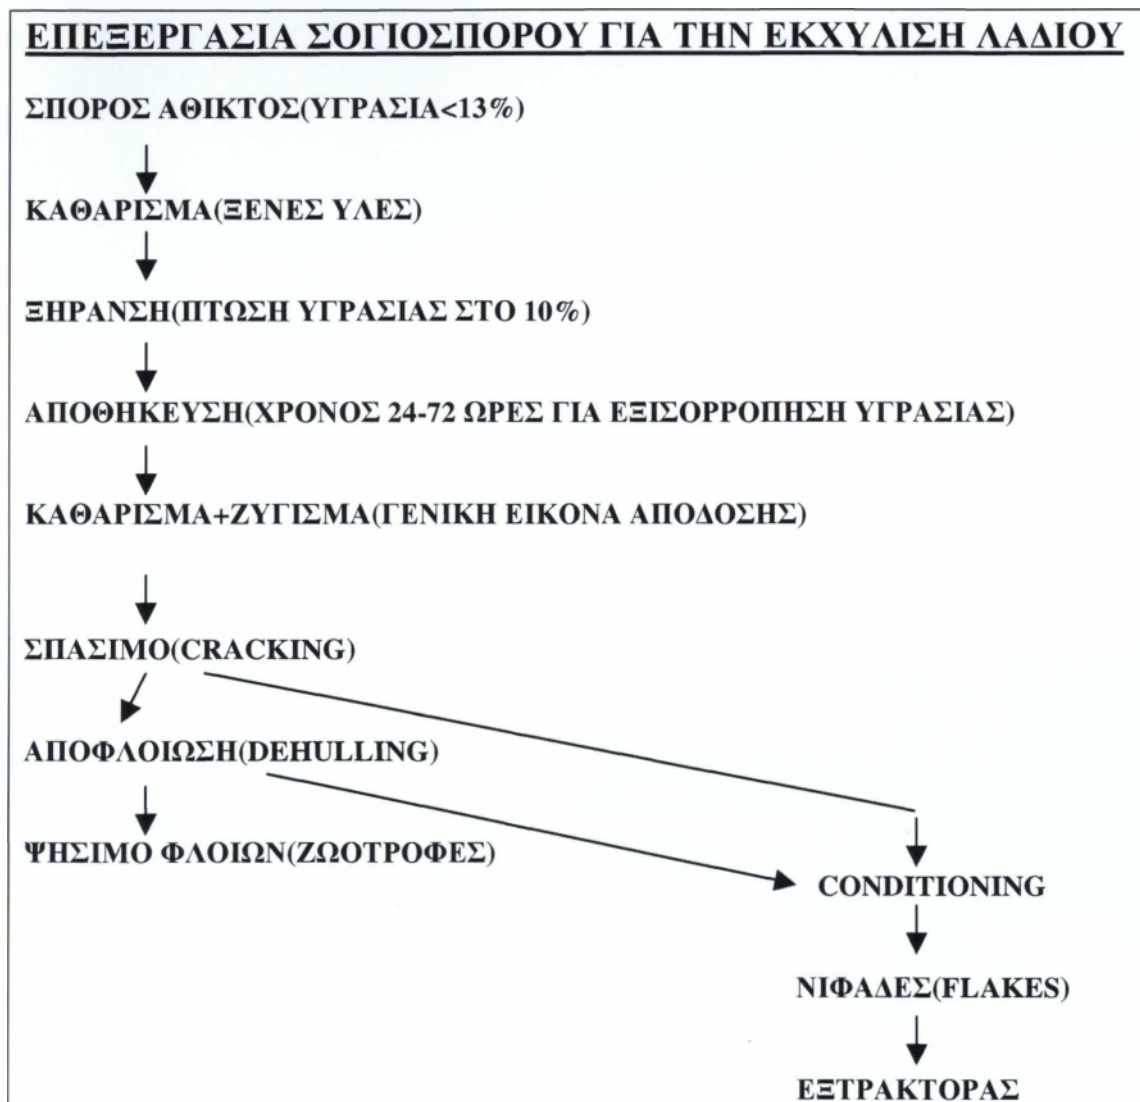 ΕΠΕΞΕΡΓΑΣΙΑ ΣΟΓΙΟΣΠΟΡΟΥ ΓΙΑ ΤΗΝ ΕΚΧΥΛΙΣΗ ΛΑΔΙΟΥ
ΣΠΟΡΟΣ ΑΘΙΚΤΟΣ(ΥΓΡΑΣΙΑ<13%)
ΚΑΘΑΡΙΣΜΑ(ΞΕΝΕΣ ΥΛΕΣ)
ΞΗΡΑΝΣΗ(ΠΤΩΣΗ ΥΓΡΑΣΙΑΣ ΣΤΟ 10%)
ΑΠΟΘΗΚΕΥΣΗ(ΧΡΟΝΟΣ 24-72 ΩΡΕΣ ΓΙΑ ΕΞΙΣΟΡΡΟΠΗΣΗ ΥΓΡΑΣΙΑΣ)
ΚΑΘΑΡΙΣΜΑ+ΖΥΓΙΣΜΑ(ΓΕΝΙΚΗ ΕΙΚΟΝΑ ΑΠΟΔΟΣΗΣ)
ΣΠΑΣΙΜΟ(CRACKING)
ΑΠΟΦΛΟΙΩΣΗ(DEHULLING)
ΨΗΣΙΜΟ ΦΛΟΙΩΝ(ΖΩΟΤΡΟΦΕΣ)
CONDITIONING
ΝΙΦΑΔΕΣ(FLAKES)
ΕΞΤΡΑΚΤΟΡΑΣ